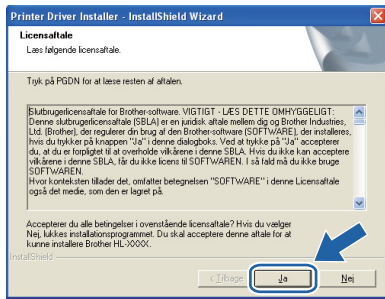 Printer Driver Installer - InstallShield Wizard
Licensaftale
Læs følgende licensaftale.
Tryk på PGDN for at læse resten af aftalen.
Slutbrugerlicensaftale for Brother-software. VIGTIGT - LÆS DETTE OMHYGGELIGT:
Denne slutbrugerlicensaftale (SBLA) er en juridisk aftale mellem dig og Brother Industries,
Ltd. (Brother), der regulerer din brug af den Brother-software (SOFTWARE), der installeres,
hvis du trykker på knappen "Ja" i denne dialogboks. Ved at trykke på "Ja" accepterer
du, at du er forpligtet til at overholde vilkårene i denne SBLA. Hvis du ikke kan acceptere
vilkårene i denne SBLA, får du ikke licens til SOFTWAREN. I så fald må du ikke bruge
SOFTWAREN.
Hvor konteksten tillader det, omfatter betegnelsen "SOFTWARE" i denne Licensaftale
også det medie, som den er lagret på.
Accepterer du alle betingelser i ovenstående licensaftale? Hvis du vælger
Nej, lukkes installationsprogrammet. Du skal acceptere denne aftale for at
kunne installere Brother HL-XXXX.
InstallShield
< Tilbage
Ja
Nej